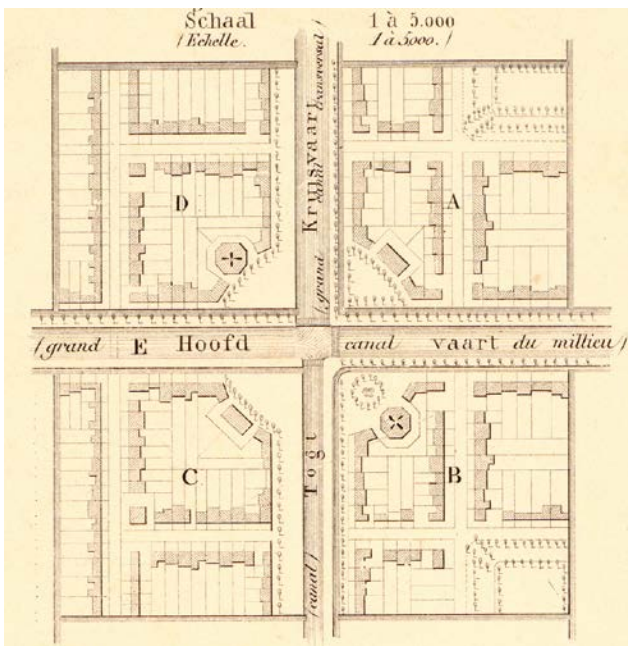 Schaal 1 à 5.000
/Echelle. 1 à 5000./
Kruisvaart
/grand canal transversal/
D
A
/grand E Hoofd canal vaart du millieu/
C
B
Togt
/canal/